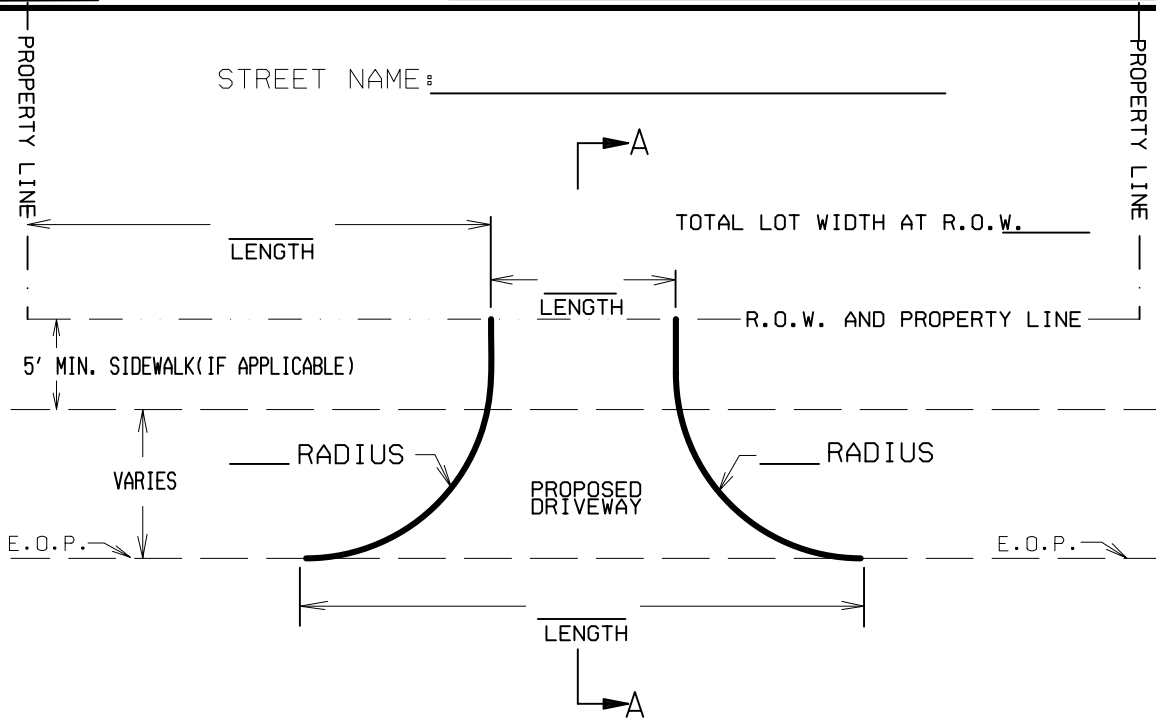 PROPERTY LINE
PROPERTY LINE
STREET NAME:
A
TOTAL LOT WIDTH AT R.O.W.
LENGTH
LENGTH
R.O.W. AND PROPERTY LINE
5' MIN. SIDEWALK(IF APPLICABLE)
RADIUS
RADIUS
VARIES
PROPOSED
DRIVEWAY
E.O.P.
E.O.P.
LENGTH
A